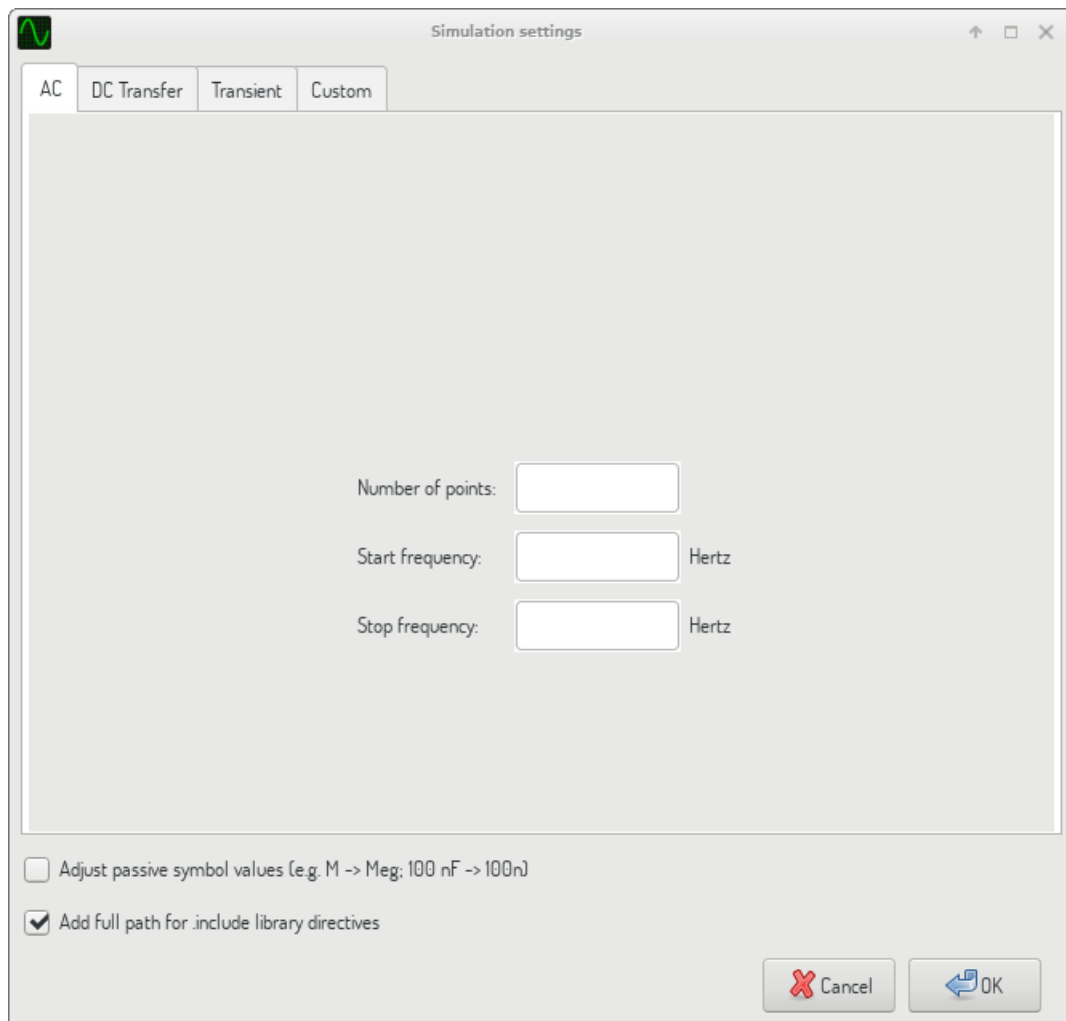 Simulation settings
AC DC Transfer Transient Custom
Number of points:
Start frequency: Hertz
Stop frequency: Hertz
Adjust passive symbol values (e.g. M -> Meg; 100 nF -> 100n)
Add full path for .include library directives
Cancel OK